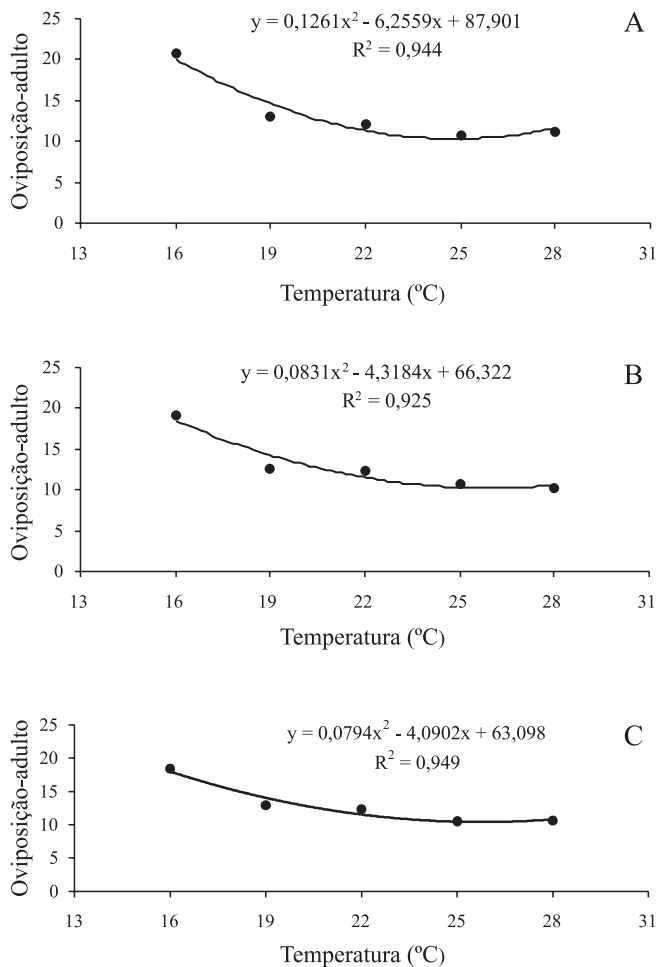 y = 0,1261x² - 6,2559x + 87,901
R² = 0,944
A
Oviposição-adulto
25
20
15
10
5
0
13 16 19 22 25 28 31
Temperatura (ºC)
y = 0,0831x² - 4,3184x + 66,322
R² = 0,925
B
Oviposição-adulto
25
20
15
10
5
0
13 16 19 22 25 28 31
Temperatura (ºC)
y = 0,0794x² - 4,0902x + 63,098
R² = 0,949
C
Oviposição-adulto
25
20
15
10
5
0
13 16 19 22 25 28 31
Temperatura (ºC)